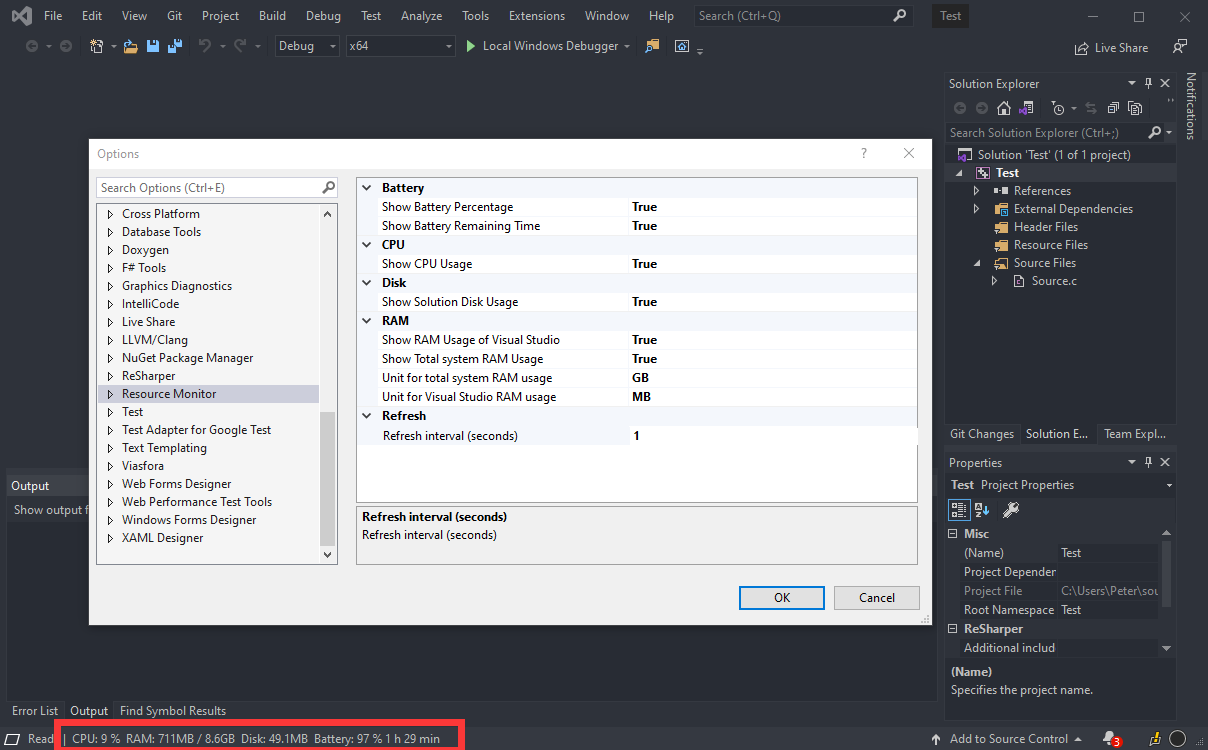 File Edit View Git Project Build Debug Test Analyze Tools Extensions Window Help Search (Ctrl+Q) Test
Debug x64 Local Windows Debugger Live Share
Notifications
Solution Explorer
Search Solution Explorer (Ctrl+;)
Solution 'Test' (1 of 1 project)
Test
References
External Dependencies
Header Files
Resource Files
Source Files
Source.c
Git Changes Solution E... Team Expl...
Options ?
Search Options (Ctrl+E)
Cross Platform
Database Tools
Doxygen
F# Tools
Graphics Diagnostics
IntelliCode
Live Share
LLVM/Clang
NuGet Package Manager
ReSharper
Resource Monitor
Test
Test Adapter for Google Test
Text Templating
Viasfora
Web Forms Designer
Web Performance Test Tools
Windows Forms Designer
XAML Designer
Battery
Show Battery Percentage True
Show Battery Remaining Time True
CPU
Show CPU Usage True
Disk
Show Solution Disk Usage True
RAM
Show RAM Usage of Visual Studio True
Show Total system RAM Usage True
Unit for total system RAM usage GB
Unit for Visual Studio RAM usage MB
Refresh
Refresh interval (seconds) 1
Refresh interval (seconds)
Refresh interval (seconds)
OK Cancel
Output
Show output f
Properties
Test Project Properties
Misc
(Name) Test
Project Depender
Project File C:\Users\Peter\sou
Root Namespace Test
ReSharper
Additional includ
(Name)
Specifies the project name.
Error List Output Find Symbol Results
Read CPU: 9 % RAM: 711MB / 8.6GB Disk: 49.1MB Battery: 97 % 1 h 29 min Add to Source Control 3